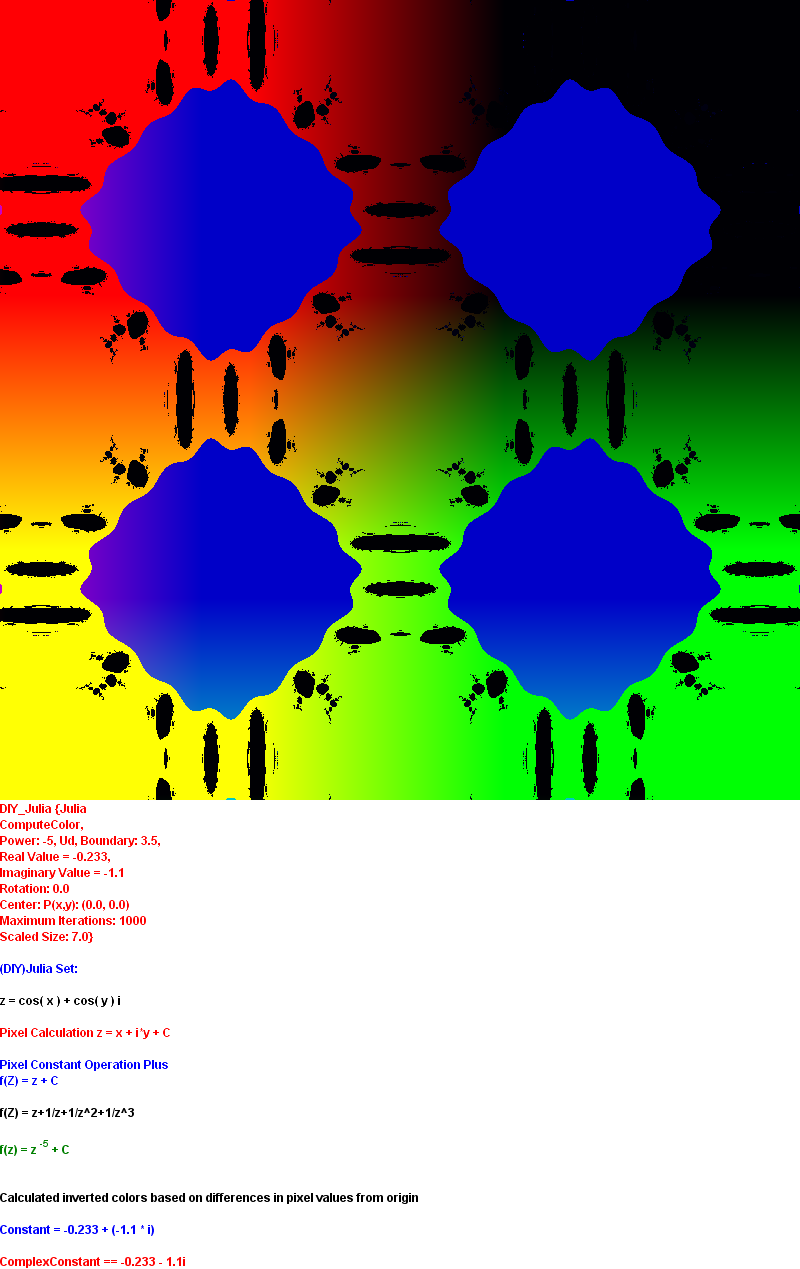 DIY_Julia {Julia
ComputeColor,
Power: -5, Ud, Boundary: 3.5,
Real Value = -0.233,
Imaginary Value = -1.1
Rotation: 0.0
Center: P(x,y): (0.0, 0.0)
Maximum Iterations: 1000
Scaled Size: 7.0}
(DIY)Julia Set:
z = cos( x ) + cos( y ) i
Pixel Calculation z = x + i*y + C
Pixel Constant Operation Plus
f(Z) = z + C
f(Z) = z+1/z+1/z^2+1/z^3
f(z) = z -5 + C
Calculated inverted colors based on differences in pixel values from origin
Constant = -0.233 + (-1.1 * i)
ComplexConstant == -0.233 - 1.1i